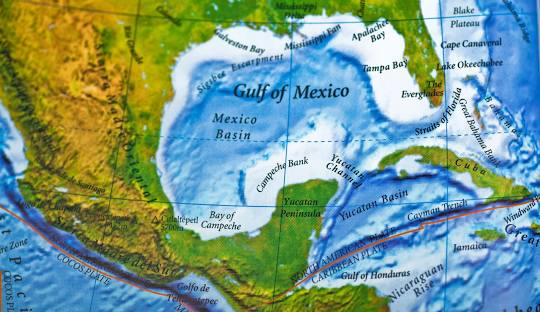 Mississippi
Blake
Plateau
Galveston Bay
Mississippi Fan
Apalachee
Bay
Cape Canaveral
Sigsbee Escarpment
Tampa Bay
Lake Okeechobee
Gulf of Mexico
The
Everglades
Mexico
Basin
Straits of Florida
Great Bahama Bank
Bahamas
Campeche Bank
Yucatan
Channel
Cuba
Yucatan
Peninsula
Yucatan Basin
Cayman Trench
Bay of
Campeche
Citlaltépetl
5700m
NORTH AMERICAN PLATE
CARIBBEAN PLATE
Jamaica
COCOS PLATE
Gulf of Honduras
Golfo de
Tehuantepec
Nicaraguan
Rise